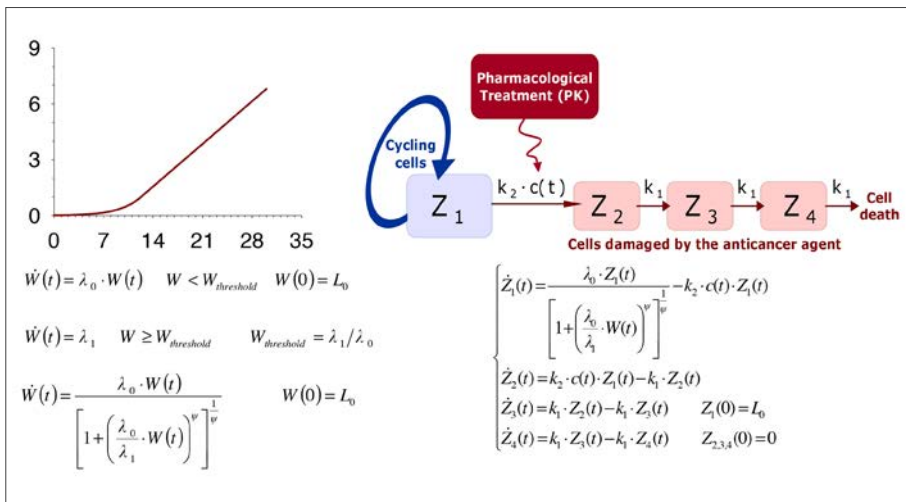 9
6
3
0
0 7 14 21 28 35
Ẇ(t) = λ₀ · W(t) W < W_threshold W(0) = L₀
Ẇ(t) = λ₁ W ≥ W_threshold W_threshold = λ₁/λ₀
Ẇ(t) = λ₀ · W(t) / [1 + (λ₀/λ₁ · W(t))^ψ]^(1/ψ) W(0) = L₀
Pharmacological
Treatment (PK)
Cycling
cells
k₂ · c(t)
k₁ k₁ k₁
Z₁ Z₂ Z₃ Z₄
Cell
death
Cells damaged by the anticancer agent
Ż₁(t) = λ₀ · Z₁(t) / [1 + (λ₀/λ₁ · W(t))^ψ]^(1/ψ) − k₂ · c(t) · Z₁(t)
Ż₂(t) = k₂ · c(t) · Z₁(t) − k₁ · Z₂(t)
Ż₃(t) = k₁ · Z₂(t) − k₁ · Z₃(t) Z₁(0) = L₀
Ż₄(t) = k₁ · Z₃(t) − k₁ · Z₄(t) Z₂,₃,₄(0) = 0